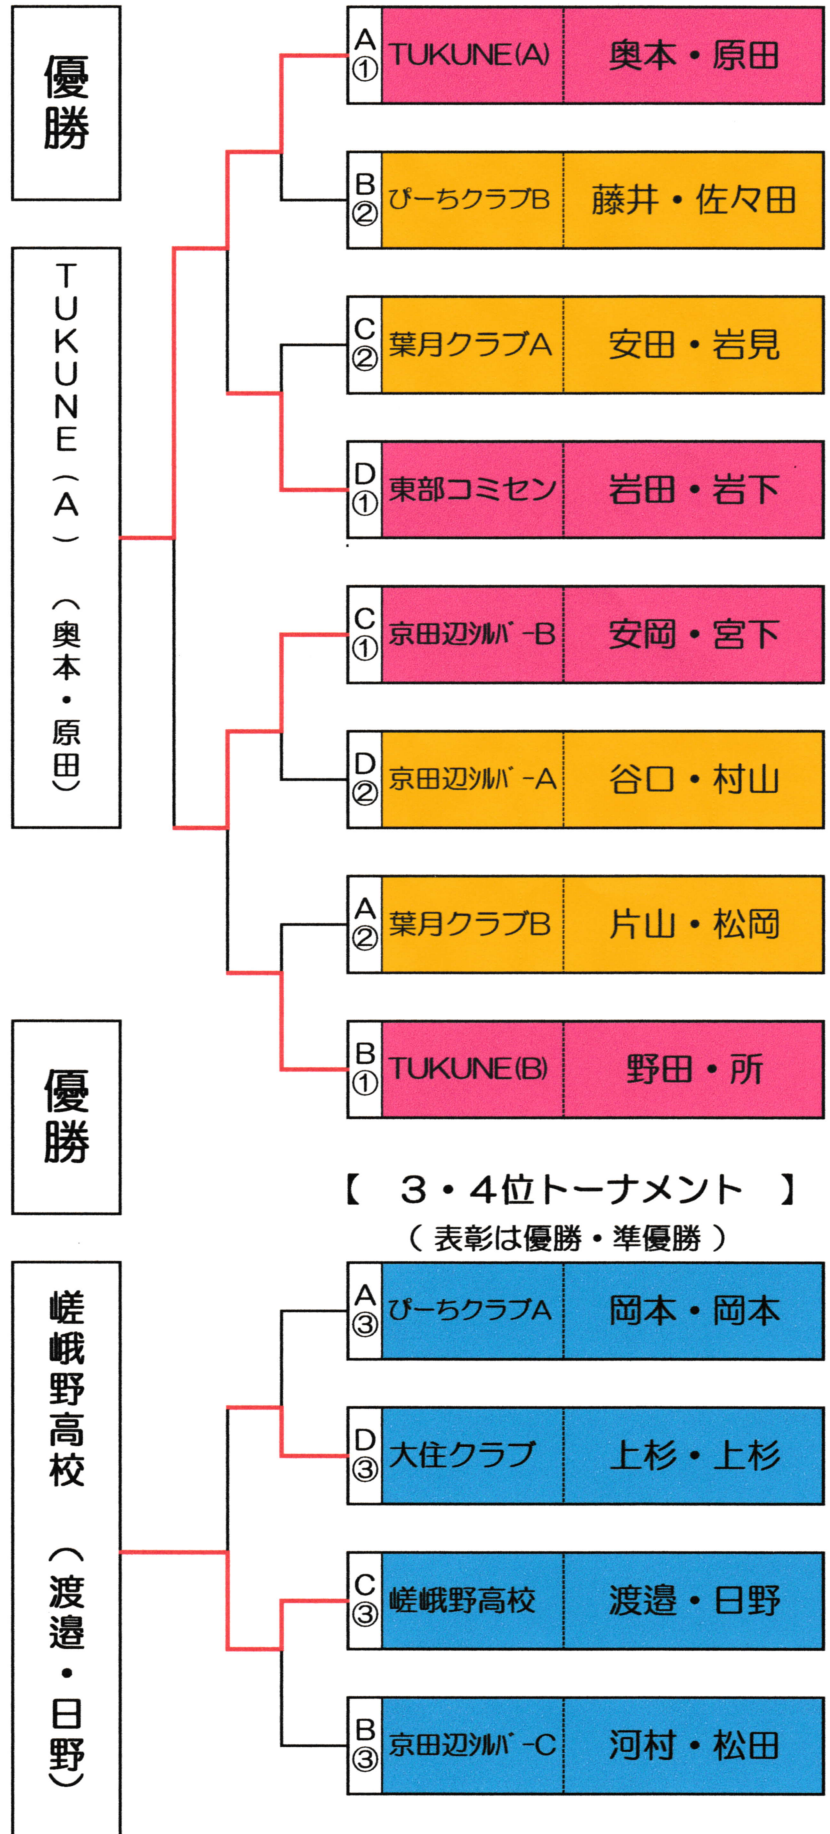 優勝
TUKUNE(A) (奥本・原田)
A① TUKUNE(A) 奥本・原田
B② ぴーちクラブB 藤井・佐々田
C② 葉月クラブA 安田・岩見
D① 東部コミセン 岩田・岩下
C① 京田辺ｼﾙﾊﾞｰB 安岡・宮下
D② 京田辺ｼﾙﾊﾞｰA 谷口・村山
A② 葉月クラブB 片山・松岡
B① TUKUNE(B) 野田・所
優勝
嵯峨野高校 (渡邉・日野)
【 3・4位トーナメント 】
( 表彰は優勝・準優勝 )
A③ ぴーちクラブA 岡本・岡本
D③ 大住クラブ 上杉・上杉
C③ 嵯峨野高校 渡邉・日野
B③ 京田辺ｼﾙﾊﾞｰC 河村・松田